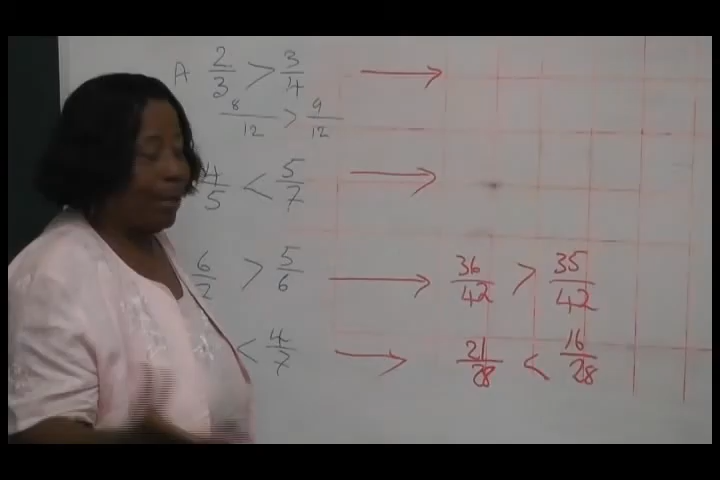 A 2/3 > 3/4 →
8/12 > 9/12
4/5 < 5/7 →
6/7 > 5/6 → 36/42 > 35/42
< 4/7 → 21/28 < 16/28